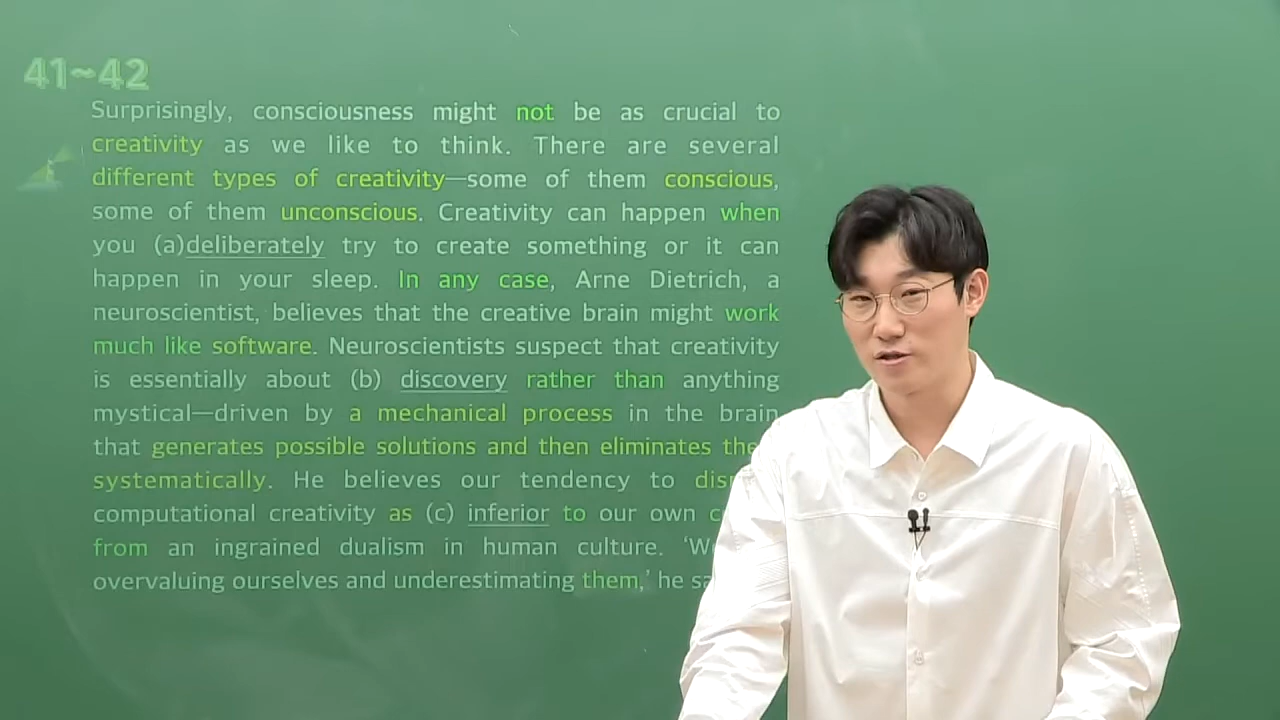 41~42
Surprisingly, consciousness might not be as crucial to
creativity as we like to think. There are several
different types of creativity—some of them conscious,
some of them unconscious. Creativity can happen when
you (a)deliberately try to create something or it can
happen in your sleep. In any case, Arne Dietrich, a
neuroscientist, believes that the creative brain might work
much like software. Neuroscientists suspect that creativity
is essentially about (b) discovery rather than anything
mystical—driven by a mechanical process in the brain
that generates possible solutions and then eliminates
systematically. He believes our tendency to
computational creativity as (c) inferior to our own
from an ingrained dualism in human culture.
overvaluing ourselves and underestimating them,' he